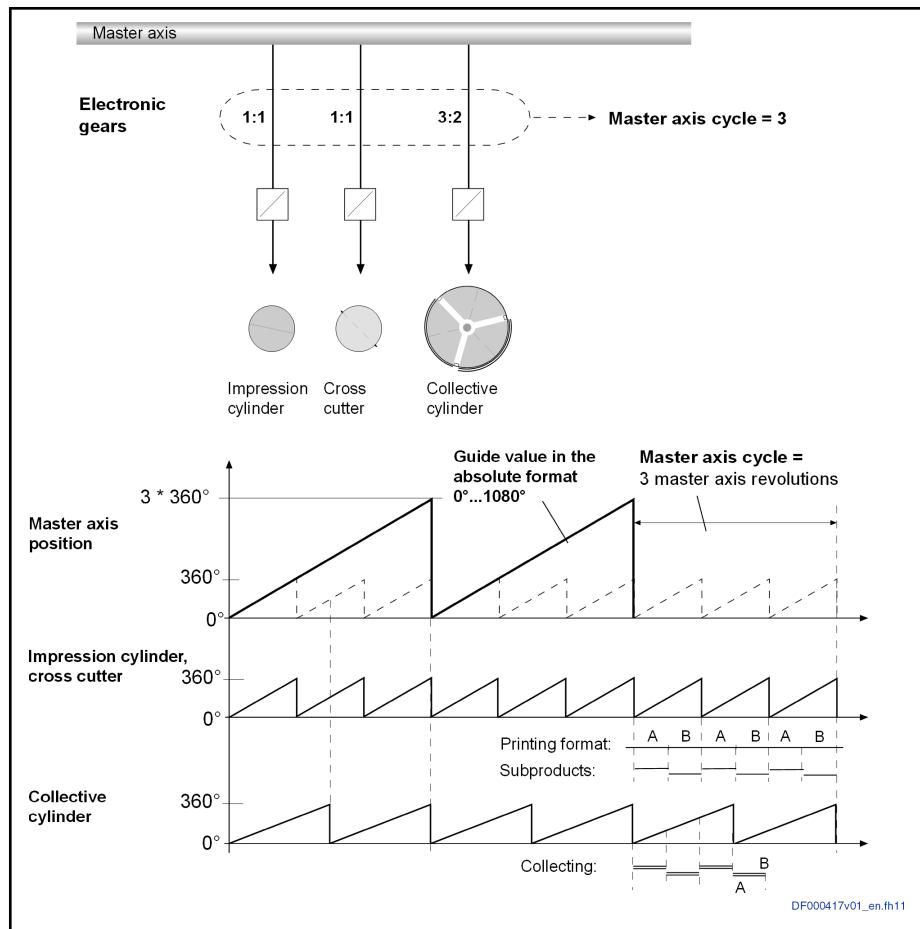 Master axis
Electronic
gears
1:1
1:1
3:2
Master axis cycle = 3
Impression
cylinder
Cross
cutter
Collective
cylinder
Guide value in the
absolute format
0°...1080°
Master axis cycle =
3 master axis revolutions
Master axis
position
3 * 360°
360°
0°
Impression cylinder,
cross cutter
360°
0°
Printing format:
A B A B A B
Subproducts:
Collective
cylinder
360°
0°
Collecting:
B
A
DF000417v01_en.fh11